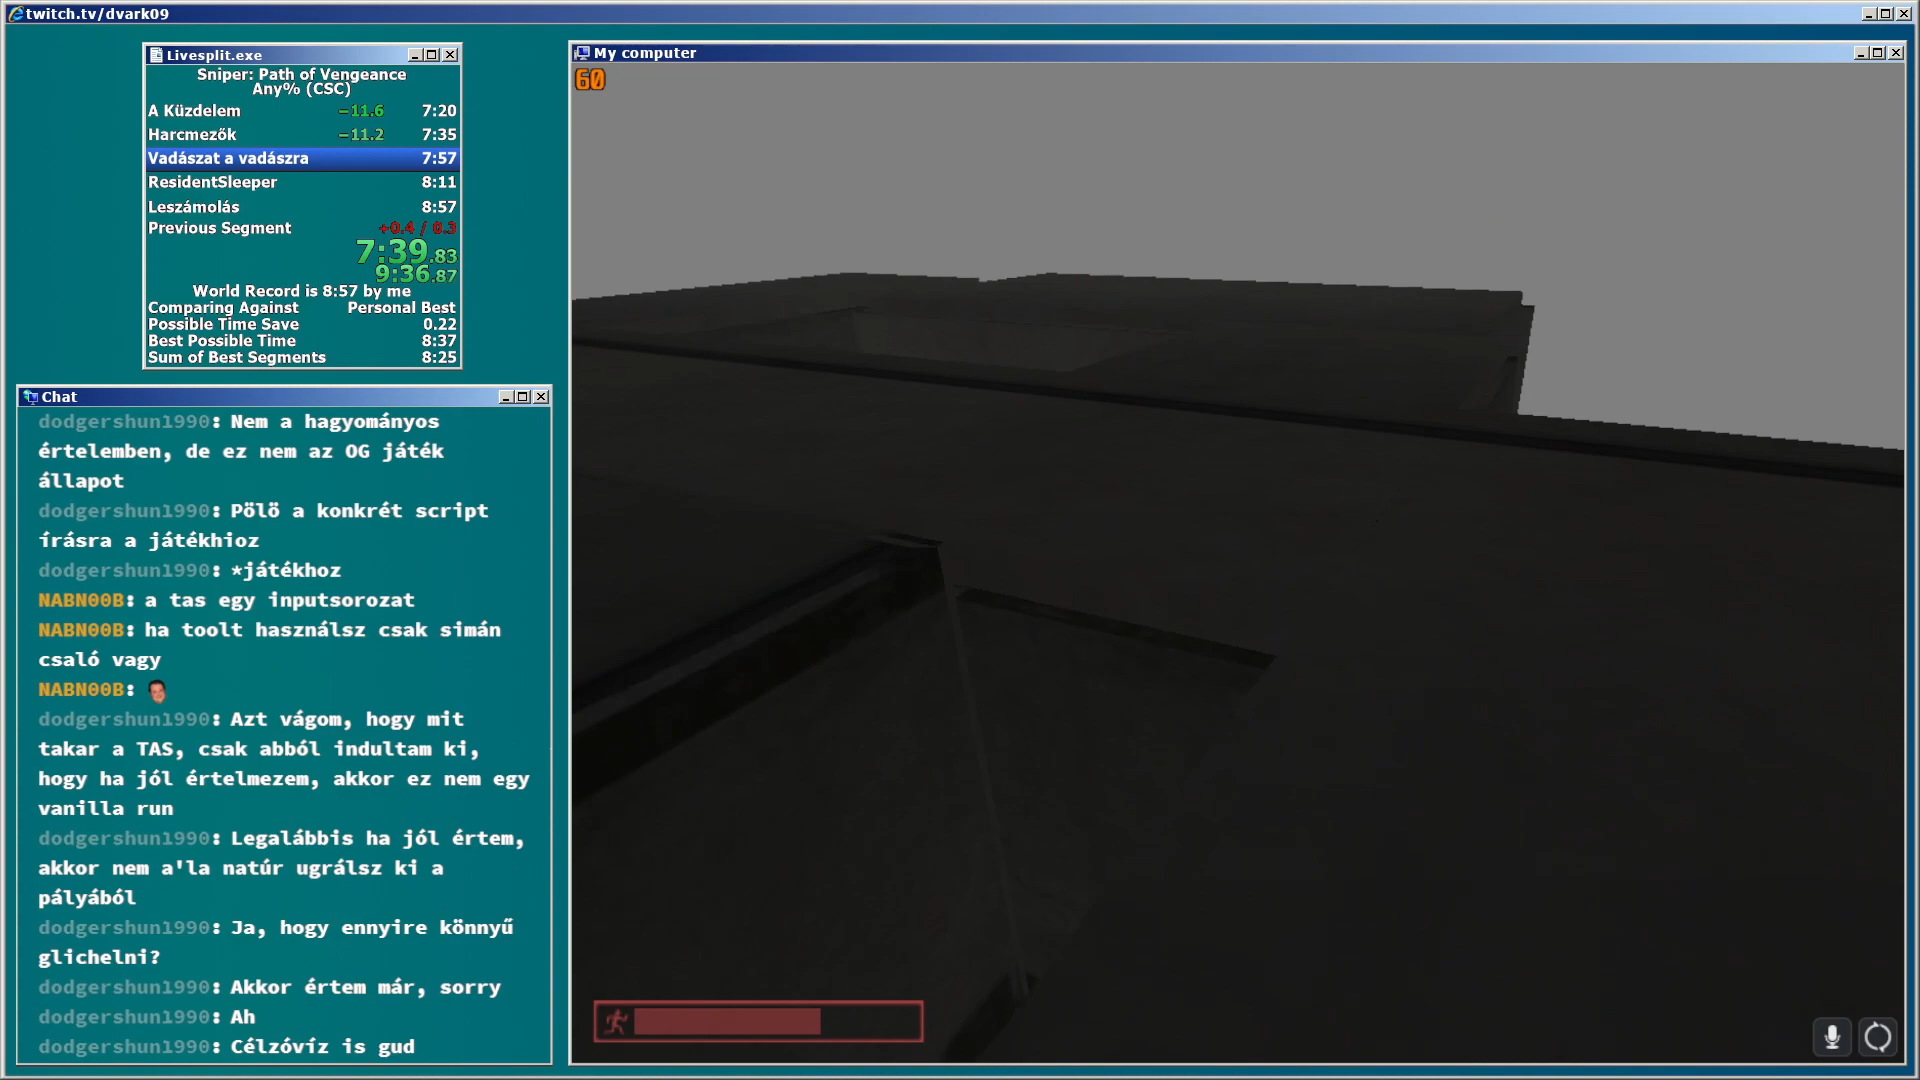 twitch.tv/dvark09
Livesplit.exe
Sniper: Path of Vengeance
Any% (CSC)
A Küzdelem −11.6 7:20
Harcmezők −11.2 7:35
Vadászat a vadászra 7:57
ResidentSleeper 8:11
Leszámolás 8:57
Previous Segment +0.4 / 0.3
7:39.83
9:36.87
World Record is 8:57 by me
Comparing Against Personal Best
Possible Time Save 0.22
Best Possible Time 8:37
Sum of Best Segments 8:25
Chat
dodgershun1990: Nem a hagyományos
értelemben, de ez nem az OG játék
állapot
dodgershun1990: Pölö a konkrét script
írásra a játékhioz
dodgershun1990: *játékhoz
NABN00B: a tas egy inputsorozat
NABN00B: ha toolt használsz csak simán
csaló vagy
NABN00B:
dodgershun1990: Azt vágom, hogy mit
takar a TAS, csak abból indultam ki,
hogy ha jól értelmezem, akkor ez nem egy
vanilla run
dodgershun1990: Legalábbis ha jól értem,
akkor nem a'la natúr ugrálsz ki a
pályából
dodgershun1990: Ja, hogy ennyire könnyű
glichelni?
dodgershun1990: Akkor értem már, sorry
dodgershun1990: Ah
dodgershun1990: Célzóvíz is gud
My computer
60